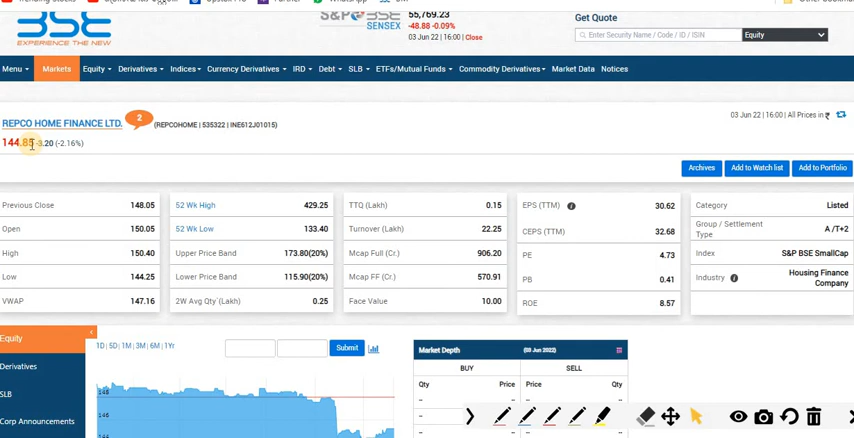 WhatsApp
S&P BSE
SENSEX
55,769.23
-48.88 -0.09%
03 Jun 22 | 16:00 | Close
BSE
EXPERIENCE THE NEW
Get Quote
Enter Security Name / Code / ID / ISIN
Equity
Menu
Markets
Equity
Derivatives
Indices
Currency Derivatives
IRD
Debt
SLB
ETFs/Mutual Funds
Commodity Derivatives
Market Data
Notices
REPCO HOME FINANCE LTD.
2
(REPCOHOME | 535322 | INE612J01015)
03 Jun 22 | 16:00 | All Prices in ₹
144.85 -3.20 (-2.16%)
Archives
Add to Watch list
Add to Portfolio
Previous Close 148.05
Open 150.05
High 150.40
Low 144.25
VWAP 147.16
52 Wk High 429.25
52 Wk Low 133.40
Upper Price Band 173.80(20%)
Lower Price Band 115.90(20%)
2W Avg Qty (Lakh) 0.25
TTQ (Lakh) 0.15
Turnover (Lakh) 22.25
Mcap Full (Cr.) 906.20
Mcap FF (Cr.) 570.91
Face Value 10.00
EPS (TTM) 30.62
CEPS (TTM) 32.68
PE 4.73
PB 0.41
ROE 8.57
Category Listed
Group / Settlement Type A /T+2
Index S&P BSE SmallCap
Industry Housing Finance Company
Equity
Derivatives
SLB
Corp Announcements
1D | 5D | 1M | 3M | 6M | 1Yr
Submit
148
146
144
Market Depth (03 Jun 2022)
BUY SELL
Qty Price Price Qty